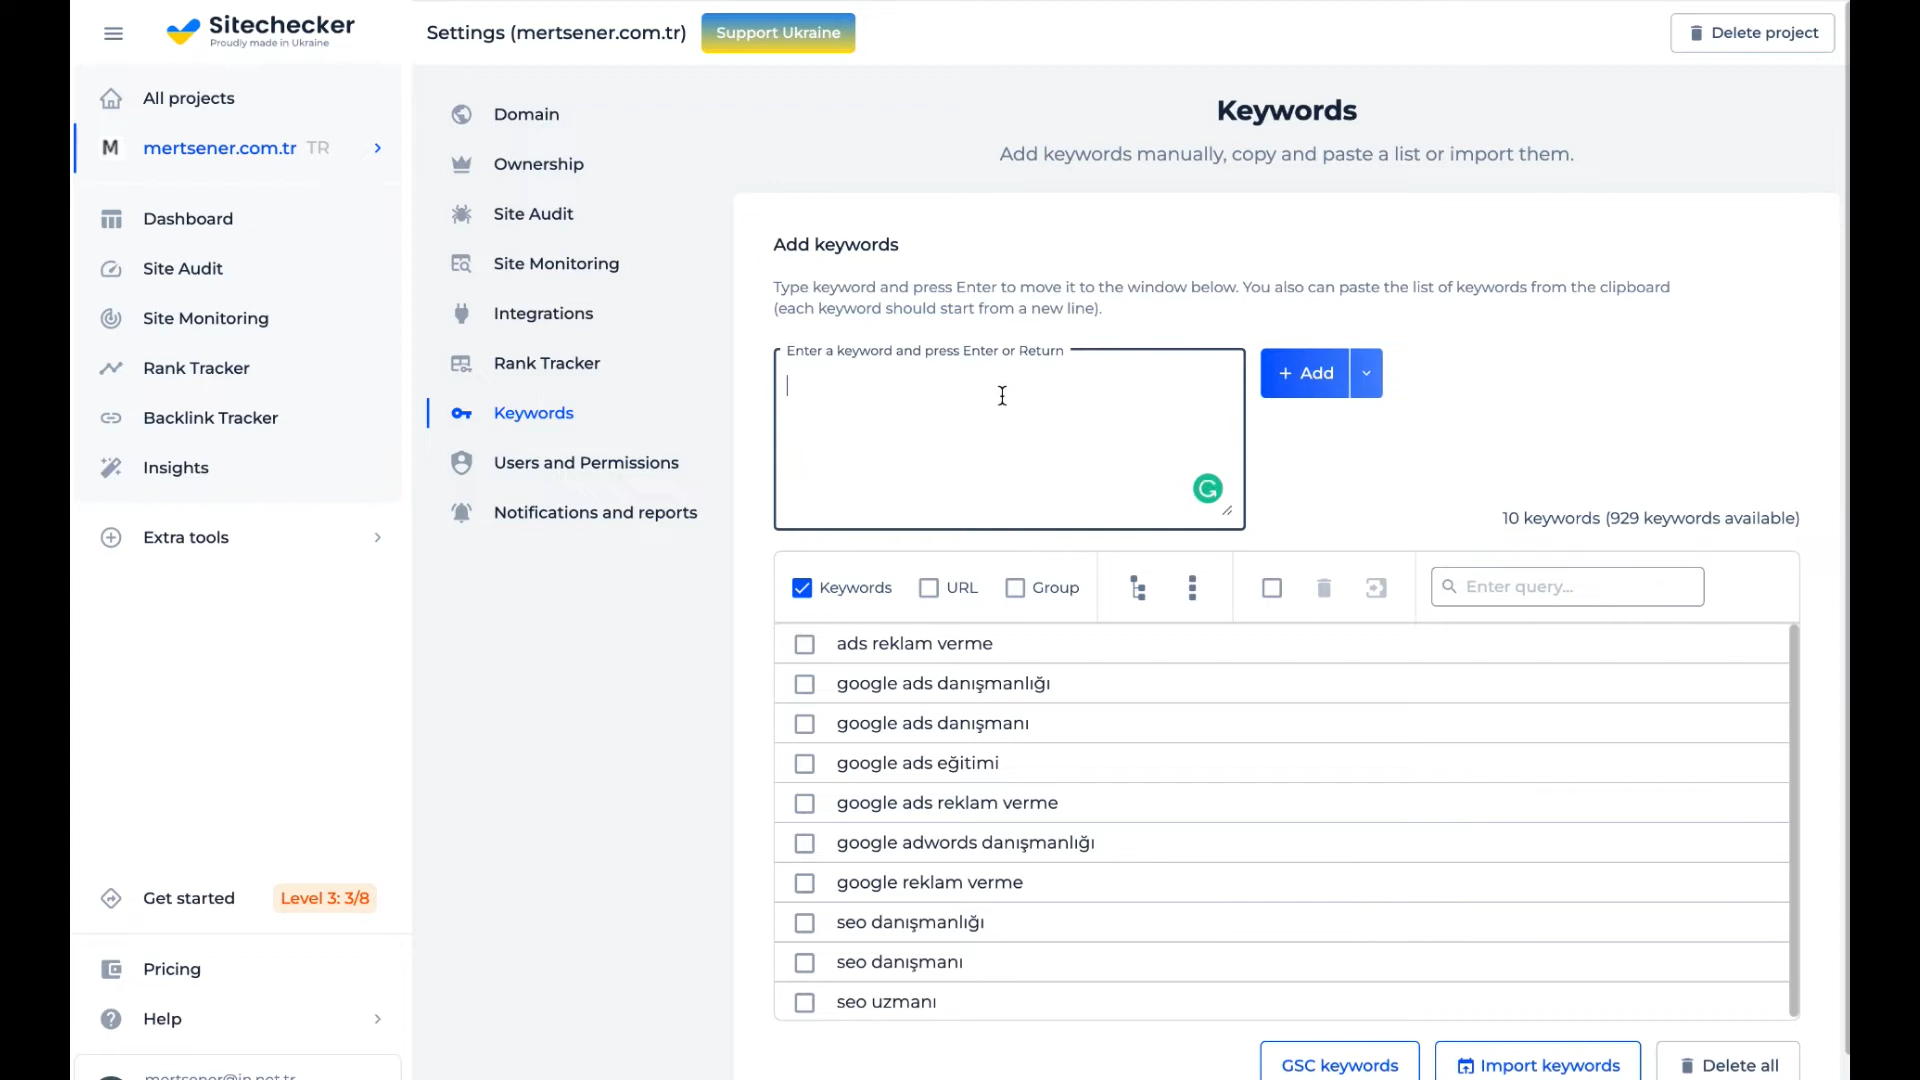 Sitechecker
Proudly made in Ukraine
Settings (mertsener.com.tr)
Support Ukraine
Delete project
All projects
M mertsener.com.tr TR
Dashboard
Site Audit
Site Monitoring
Rank Tracker
Backlink Tracker
Insights
Extra tools
Get started
Level 3: 3/8
Pricing
Help
mertsener@in.net.tr
Domain
Ownership
Site Audit
Site Monitoring
Integrations
Rank Tracker
Keywords
Users and Permissions
Notifications and reports
Keywords
Add keywords manually, copy and paste a list or import them.
Add keywords
Type keyword and press Enter to move it to the window below. You also can paste the list of keywords from the clipboard
(each keyword should start from a new line).
Enter a keyword and press Enter or Return
+ Add
10 keywords (929 keywords available)
Keywords
URL
Group
Enter query...
ads reklam verme
google ads danışmanlığı
google ads danışmanı
google ads eğitimi
google ads reklam verme
google adwords danışmanlığı
google reklam verme
seo danışmanlığı
seo danışmanı
seo uzmanı
GSC keywords
Import keywords
Delete all